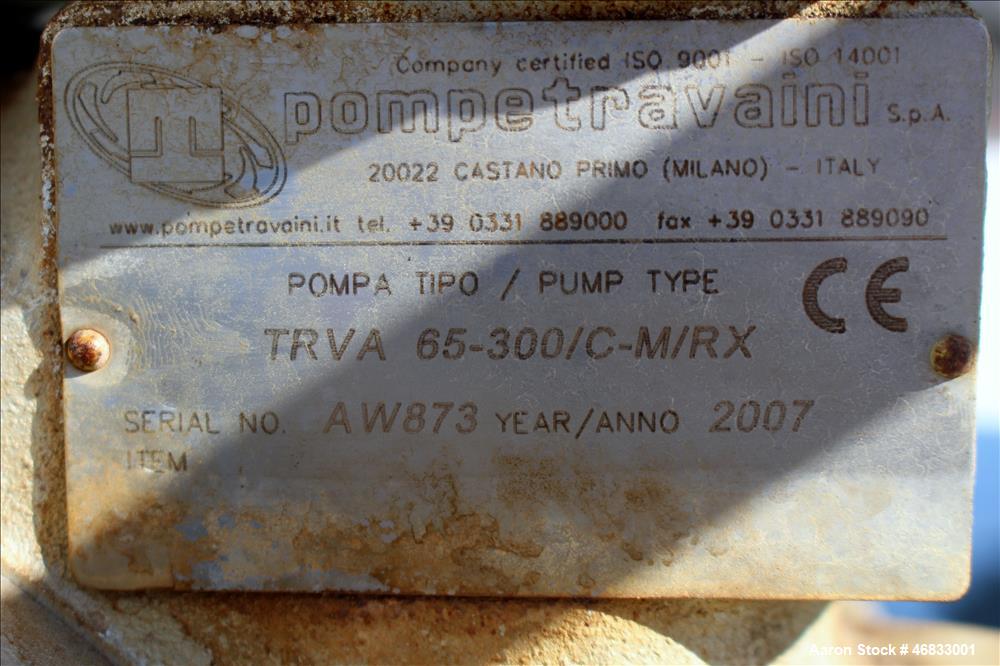 Company certified ISO 9001 - ISO 14001
pompetravaini S.p.A.
20022 CASTANO PRIMO (MILANO) - ITALY
www.pompetravaini.it tel. +39 0331 889000 fax +39 0331 889090
POMPA TIPO / PUMP TYPE CE
TRVA 65-300/C-M/RX
SERIAL NO. AW873 YEAR/ANNO 2007
ITEM
Aaron Stock # 46833001